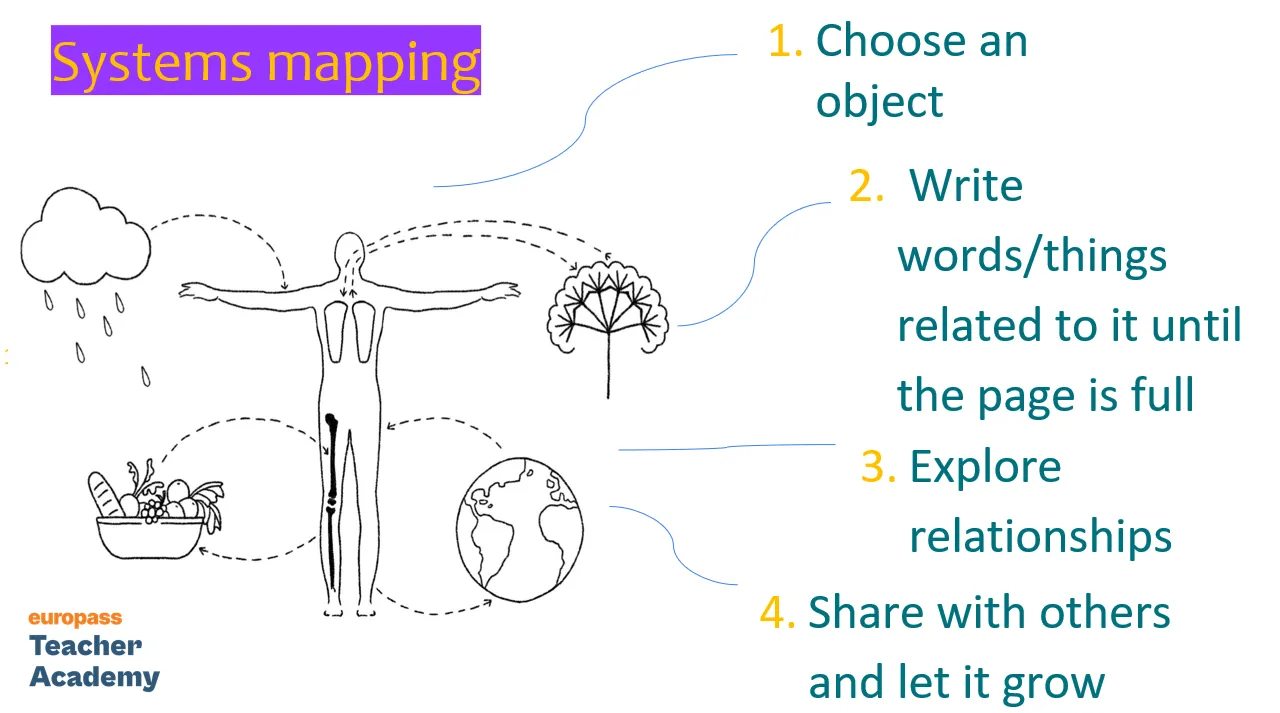 Systems mapping
1. Choose an
object
2. Write
words/things
related to it until
the page is full
3. Explore
relationships
4. Share with others
and let it grow
europass
Teacher
Academy